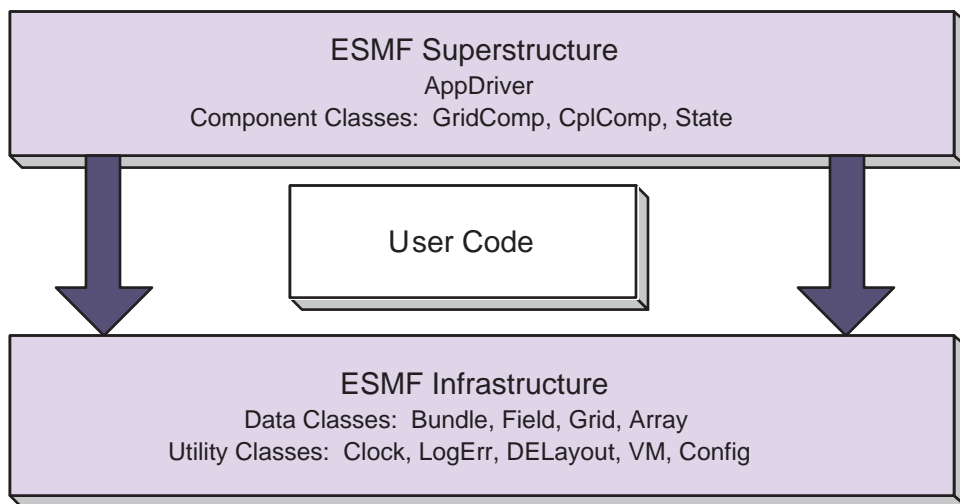 ESMF Superstructure
AppDriver
Component Classes: GridComp, CplComp, State
User Code
ESMF Infrastructure
Data Classes: Bundle, Field, Grid, Array
Utility Classes: Clock, LogErr, DELayout, VM, Config